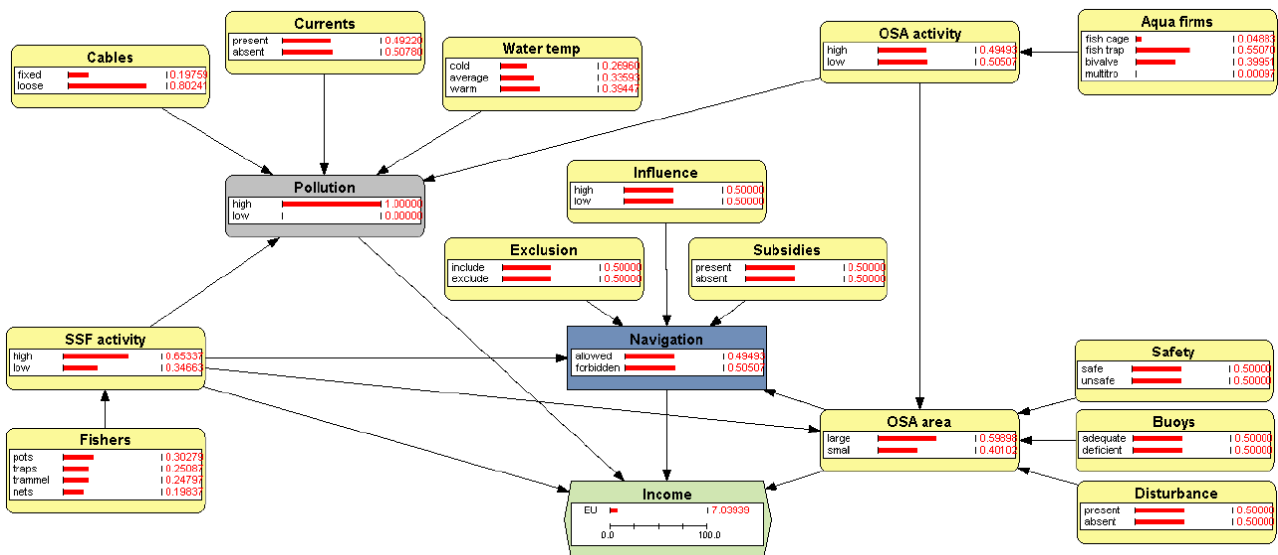 Currents
present 0.49220
absent 0.50780
Cables
fixed 0.19759
loose 0.80241
Water temp
cold 0.26960
average 0.33593
warm 0.39447
OSA activity
high 0.49493
low 0.50507
Aqua firms
fish cage 0.04883
fish trap 0.55070
bivalve 0.39951
multitro 0.00097
Pollution
high 1.00000
low 0.00000
Influence
high 0.50000
low 0.50000
Exclusion
include 0.50000
exclude 0.50000
Subsidies
present 0.50000
absent 0.50000
SSF activity
high 0.65337
low 0.34663
Navigation
allowed 0.49493
forbidden 0.50507
Safety
safe 0.50000
unsafe 0.50000
OSA area
large 0.59898
small 0.40102
Buoys
adequate 0.50000
deficient 0.50000
Fishers
pots 0.30279
traps 0.25087
trammel 0.24797
nets 0.19837
Income
EU 7.03939
0.0 100.0
Disturbance
present 0.50000
absent 0.50000